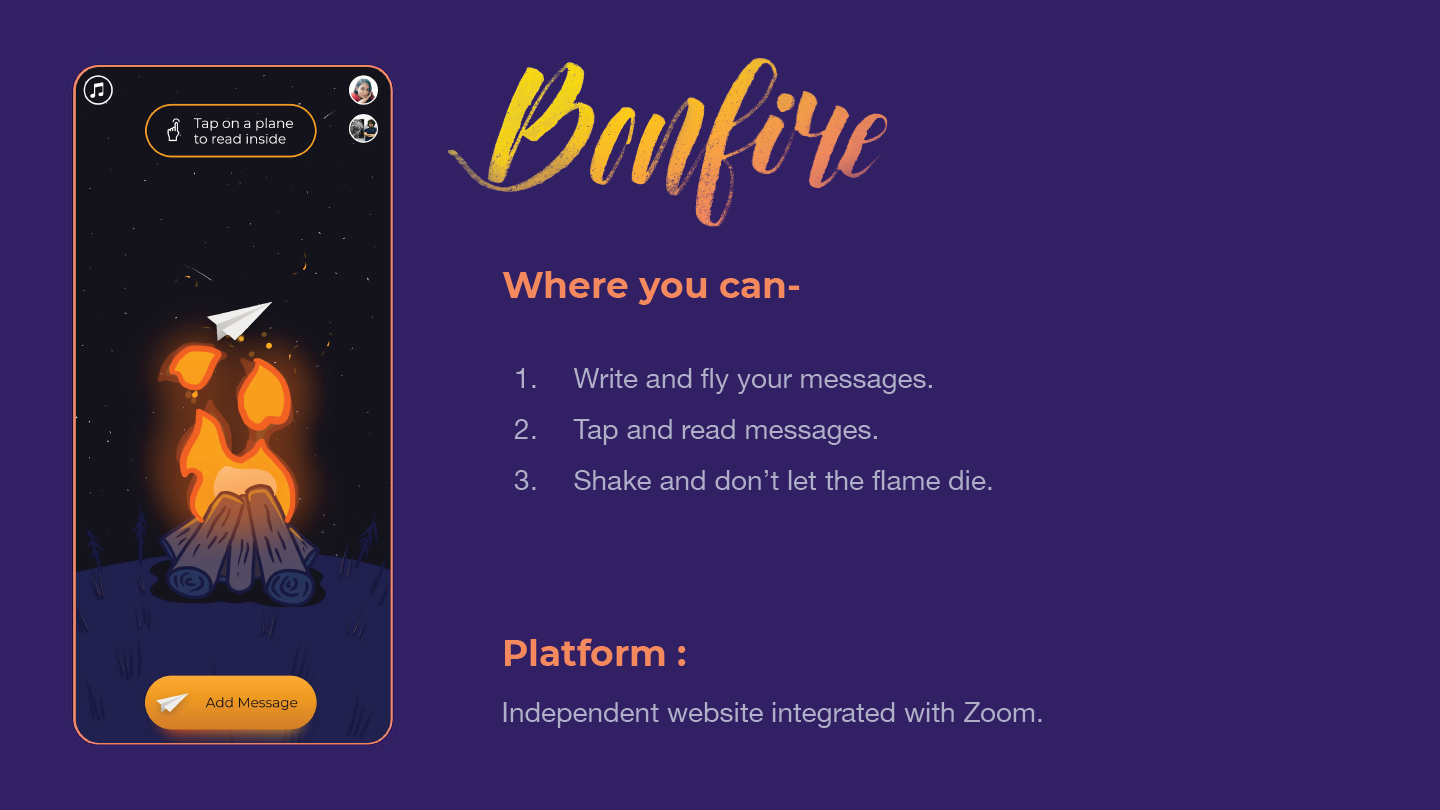 Bonfire
Tap on a plane
to read inside
Add Message
Where you can-
1. Write and fly your messages.
2. Tap and read messages.
3. Shake and don’t let the flame die.
Platform :
Independent website integrated with Zoom.